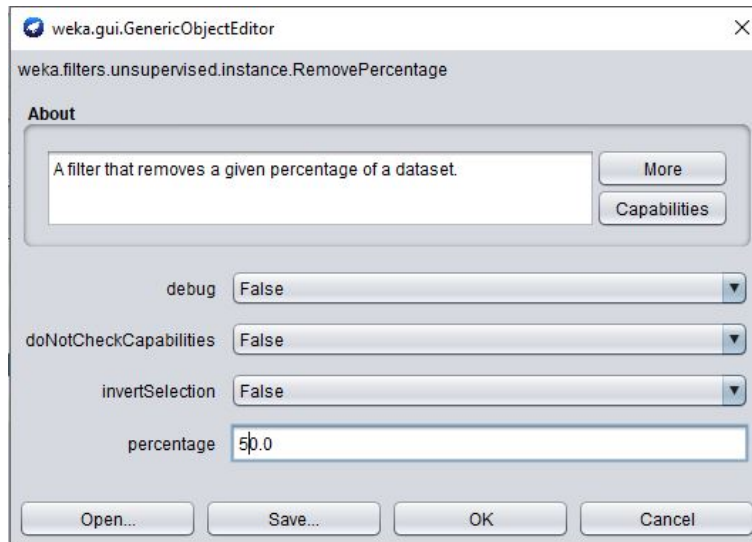 weka.gui.GenericObjectEditor
weka.filters.unsupervised.instance.RemovePercentage
About
A filter that removes a given percentage of a dataset.
More
Capabilities
debug False
doNotCheckCapabilities False
invertSelection False
percentage 50.0
Open... Save... OK Cancel